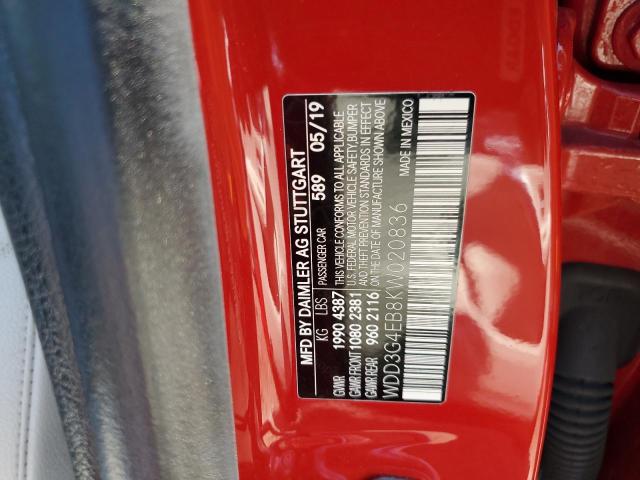 MFD BY DAIMLER AG STUTTGART
PASSENGER CAR 589 05/19
KG LBS
GVWR 1990 4387
GAWR FRONT 1080 2381
GAWR REAR 960 2116
THIS VEHICLE CONFORMS TO ALL APPLICABLE
U.S. FEDERAL MOTOR VEHICLE SAFETY, BUMPER
AND THEFT PREVENTION STANDARDS IN EFFECT
ON THE DATE OF MANUFACTURE SHOWN ABOVE
WDD3G4EB8KW020836
MADE IN MEXICO